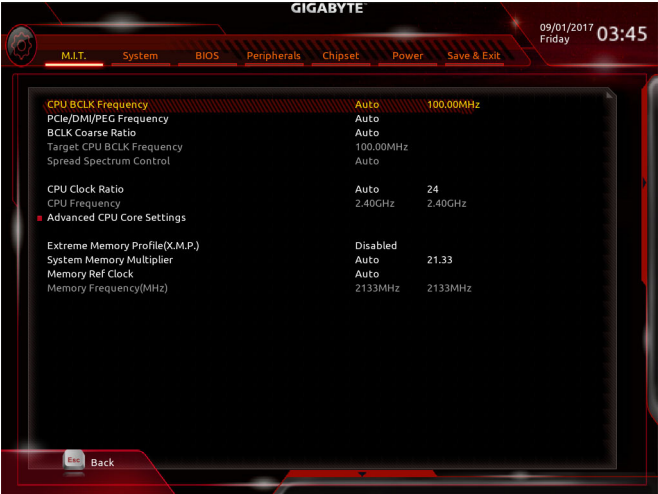 GIGABYTE
09/01/2017 03:45
Friday
M.I.T. System BIOS Peripherals Chipset Power Save & Exit
CPU BCLK Frequency Auto 100.00MHz
PCIe/DMI/PEG Frequency Auto
BCLK Coarse Ratio Auto
Target CPU BCLK Frequency 100.00MHz
Spread Spectrum Control Auto
CPU Clock Ratio Auto 24
CPU Frequency 2.40GHz 2.40GHz
Advanced CPU Core Settings
Extreme Memory Profile(X.M.P.) Disabled
System Memory Multiplier Auto 21.33
Memory Ref Clock Auto
Memory Frequency(MHz) 2133MHz 2133MHz
Esc Back